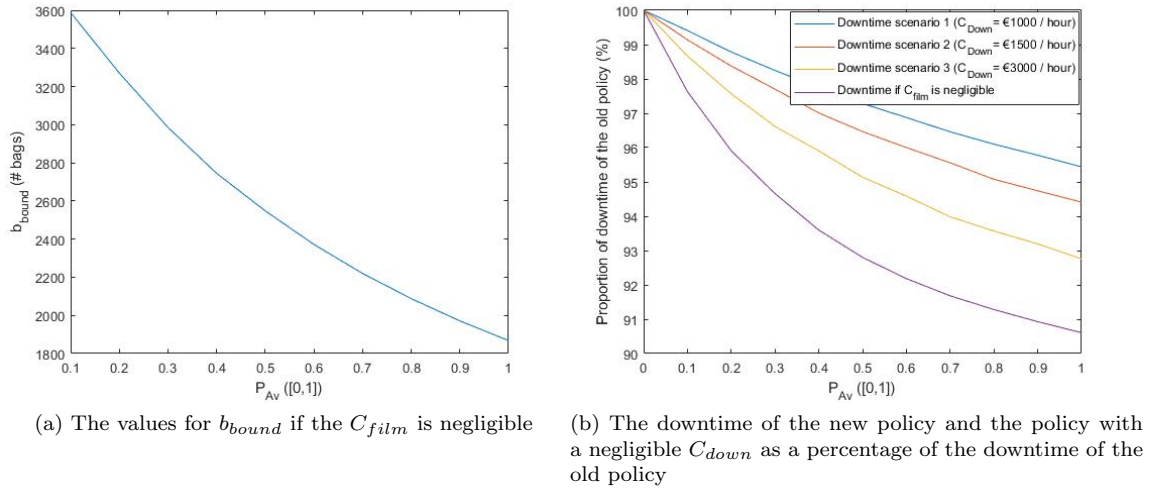 3600
3400
3200
3000
2800
2600
2400
2200
2000
1800
b_bound (# bags)
0.1 0.2 0.3 0.4 0.5 0.6 0.7 0.8 0.9 1
P_Av ([0,1])
(a) The values for b_bound if the C_film is negligible
100
99
98
97
96
95
94
93
92
91
90
Proportion of downtime of the old policy (%)
Downtime scenario 1 (C_Down= €1000 / hour)
Downtime scenario 2 (C_Down= €1500 / hour)
Downtime scenario 3 (C_Down= €3000 / hour)
Downtime if C_film is negligible
0 0.1 0.2 0.3 0.4 0.5 0.6 0.7 0.8 0.9 1
P_Av ([0,1])
(b) The downtime of the new policy and the policy with
a negligible C_down as a percentage of the downtime of the
old policy